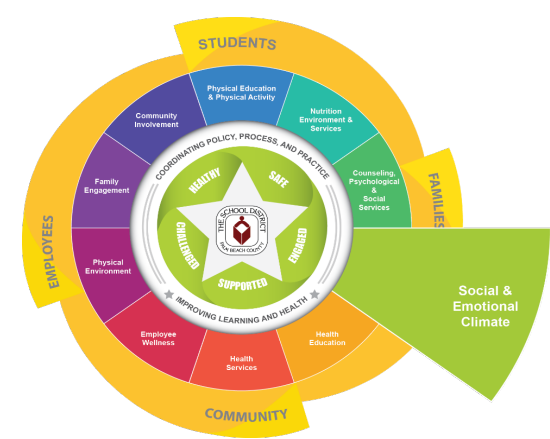 STUDENTS
FAMILIES
COMMUNITY
EMPLOYEES
Physical Education
& Physical Activity
Nutrition
Environment &
Services
Counseling,
Psychological
&
Social
Services
Social &
Emotional
Climate
Health
Education
Health
Services
Employee
Wellness
Physical
Environment
Family
Engagement
Community
Involvement
COORDINATING POLICY, PROCESS, AND PRACTICE
IMPROVING LEARNING AND HEALTH
HEALTHY
SAFE
ENGAGED
SUPPORTED
CHALLENGED
THE SCHOOL DISTRICT
PALM BEACH COUNTY